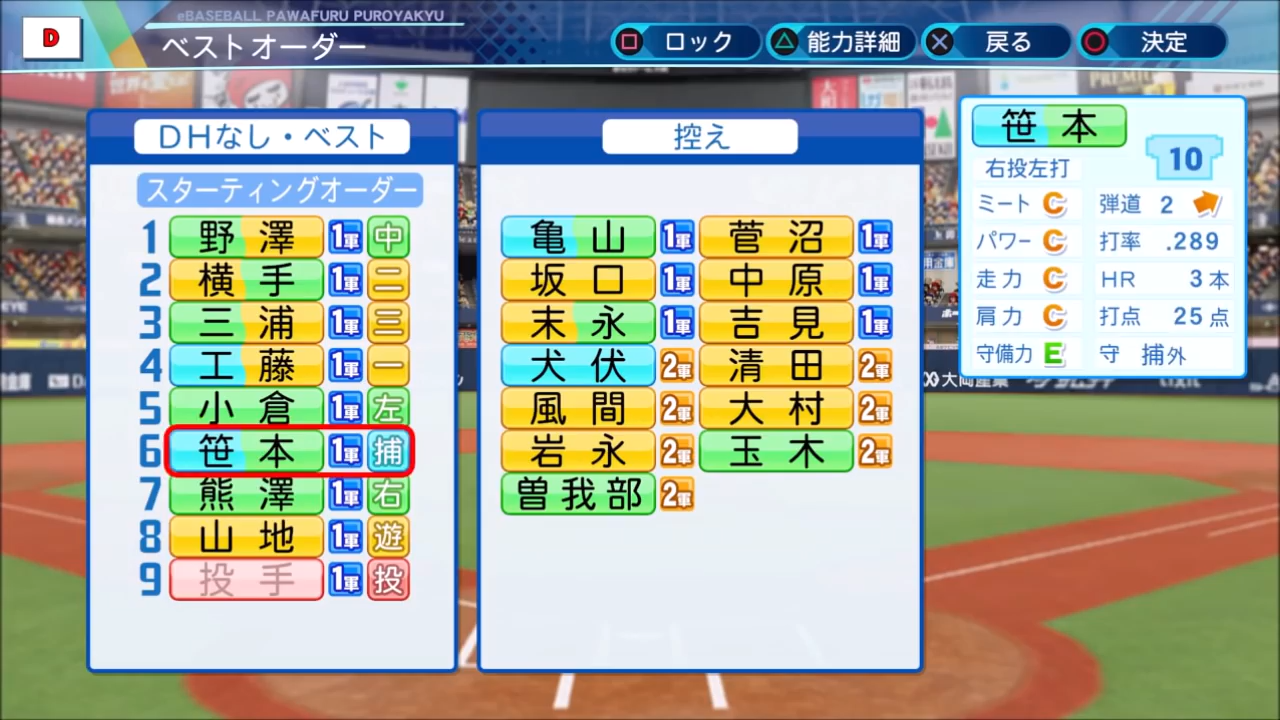 D
eBASEBALL PAWAFURU PUROYAKYU
ベストオーダー
ロック
能力詳細
戻る
決定
DHなし・ベスト
スターティングオーダー
1 野澤 1軍 中
2 横手 1軍 二
3 三浦 1軍 三
4 工藤 1軍 一
5 小倉 1軍 左
6 笹本 1軍 捕
7 熊澤 1軍 右
8 山地 1軍 遊
9 投手 1軍 投
控え
亀山 1軍 菅沼 1軍
坂口 1軍 中原 1軍
末永 1軍 吉見 1軍
犬伏 2軍 清田 2軍
風間 2軍 大村 2軍
岩永 2軍 玉木 2軍
曽我部 2軍
笹本
10
右投左打
ミート C 弾道 2
パワー C 打率 .289
走力 C HR 3本
肩力 C 打点 25点
守備力 E 守 捕外
大岡産業